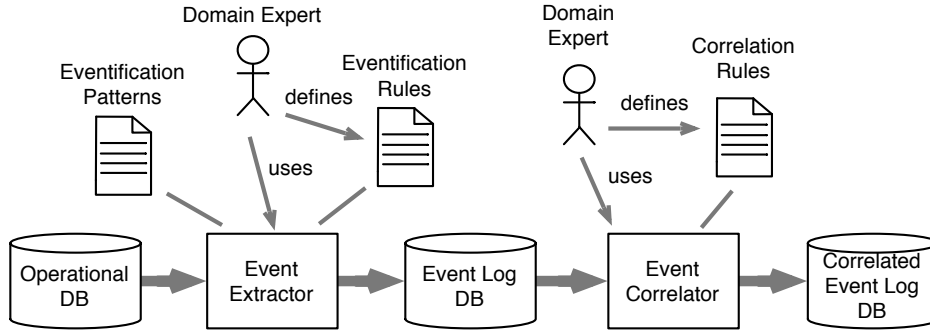 Domain Expert
Domain
Expert
Eventification
Patterns
Eventification
Rules
Correlation
Rules
defines
defines
uses
uses
Operational
DB
Event
Extractor
Event Log
DB
Event
Correlator
Correlated
Event Log
DB